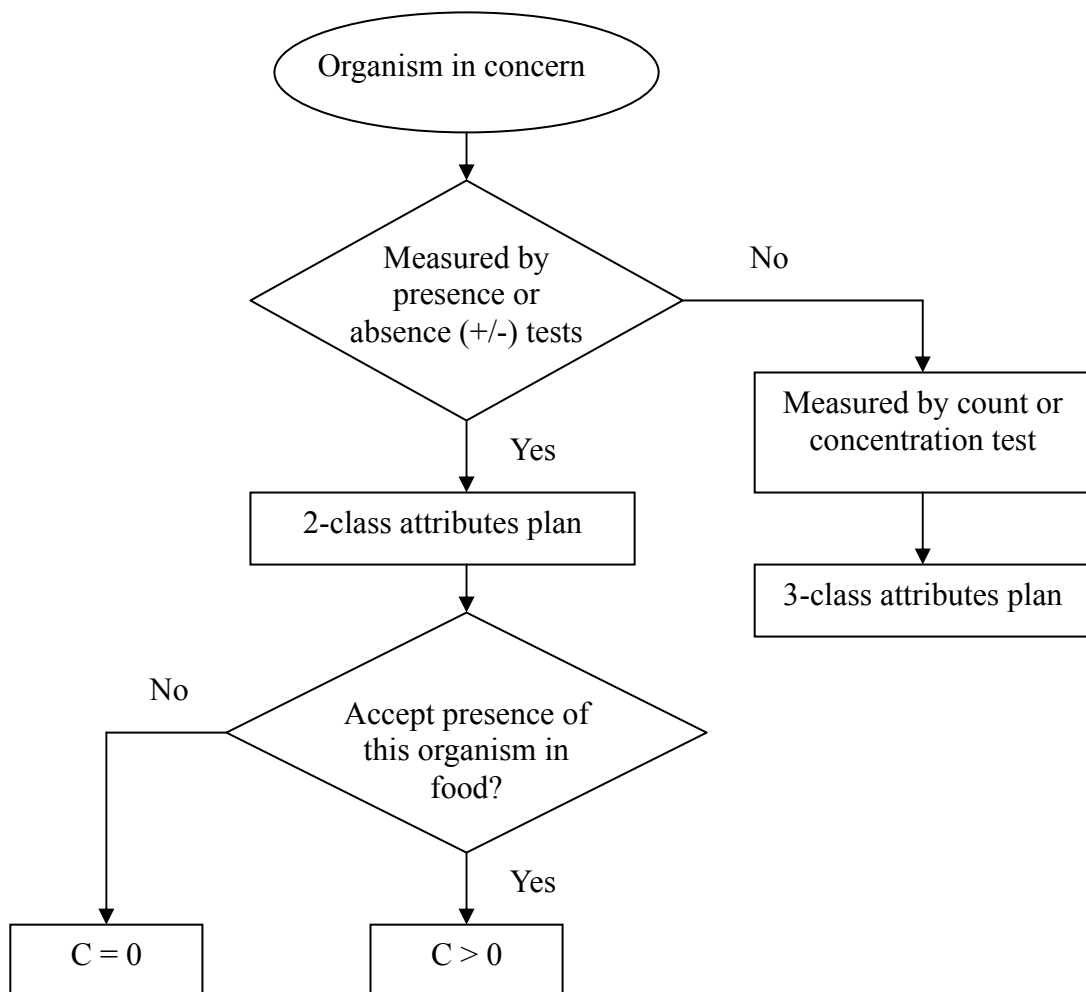 Organism in concern
Measured by
presence or
absence (+/-) tests
No
Measured by count or
concentration test
Yes
2-class attributes plan
3-class attributes plan
No
Accept presence of
this organism in
food?
Yes
C = 0
C > 0